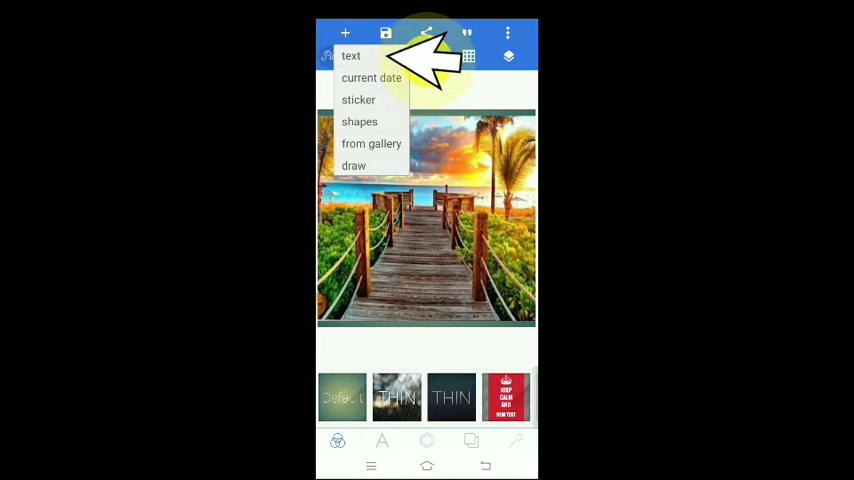 text
current date
sticker
shapes
from gallery
draw
Default
THIN
THIN
KEEP
CALM
AND
NEW TEXT
A